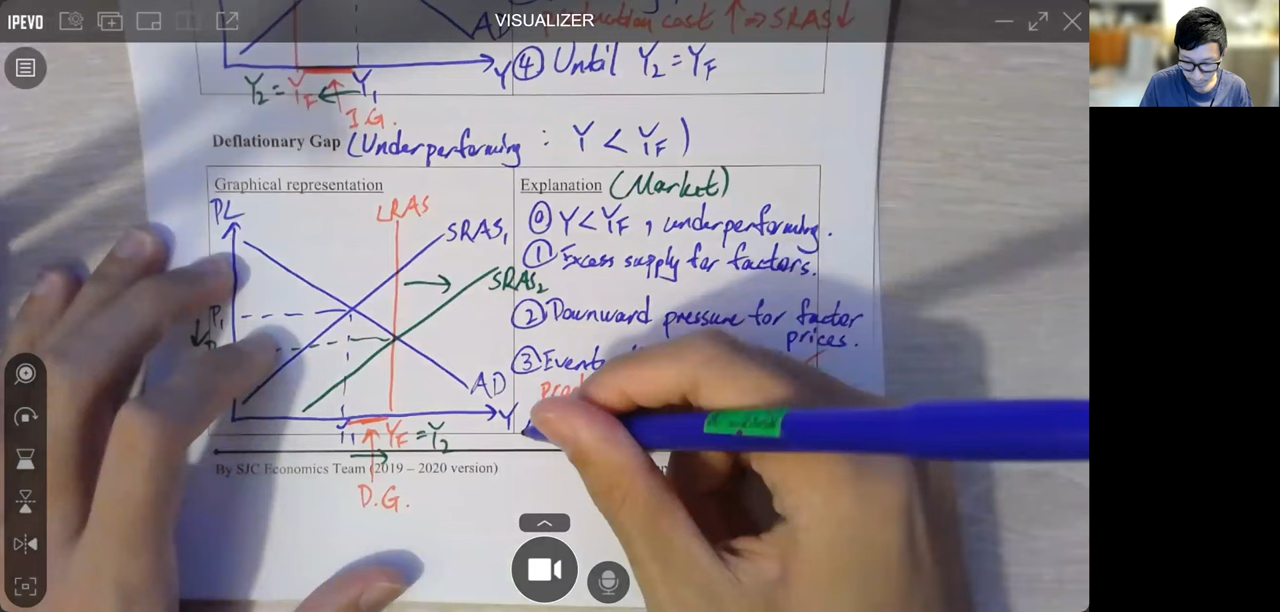 IPEVO
VISUALIZER
AD
cost ↑ ⇒ SRAS ↓
Y
④ Until Y₂ = YF
Y₂ = YF Y₁
I.G.
Deflationary Gap (Underperforming : Y < YF)
Graphical representation
Explanation (Market)
PL
LRAS
SRAS₁
SRAS₂
P₁
AD
Y
Y₁ YF = Y₂
D.G.
⓪ Y < YF , underperforming.
① Excess supply for factors.
② Downward pressure for factor
prices.
③
By SJC Economics Team (2019 – 2020 version)